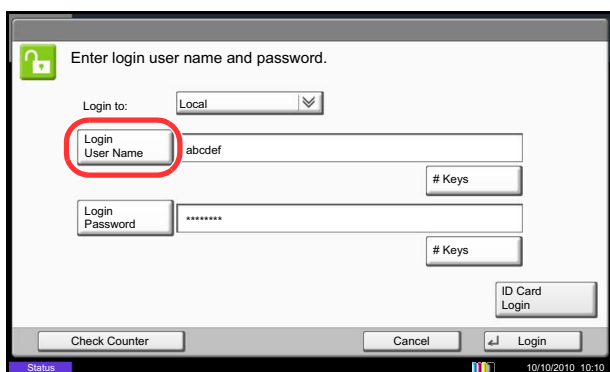 Enter login user name and password.
Login to:
Local
Login
User Name
abcdef
# Keys
Login
Password
********
# Keys
ID Card
Login
Check Counter
Cancel
Login
Status
10/10/2010 10:10